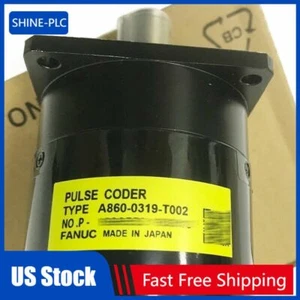 SHINE-PLC
PULSE CODER
TYPE A860-0319-T002
NO.P-
FANUC MADE IN JAPAN
US Stock
Fast Free Shipping